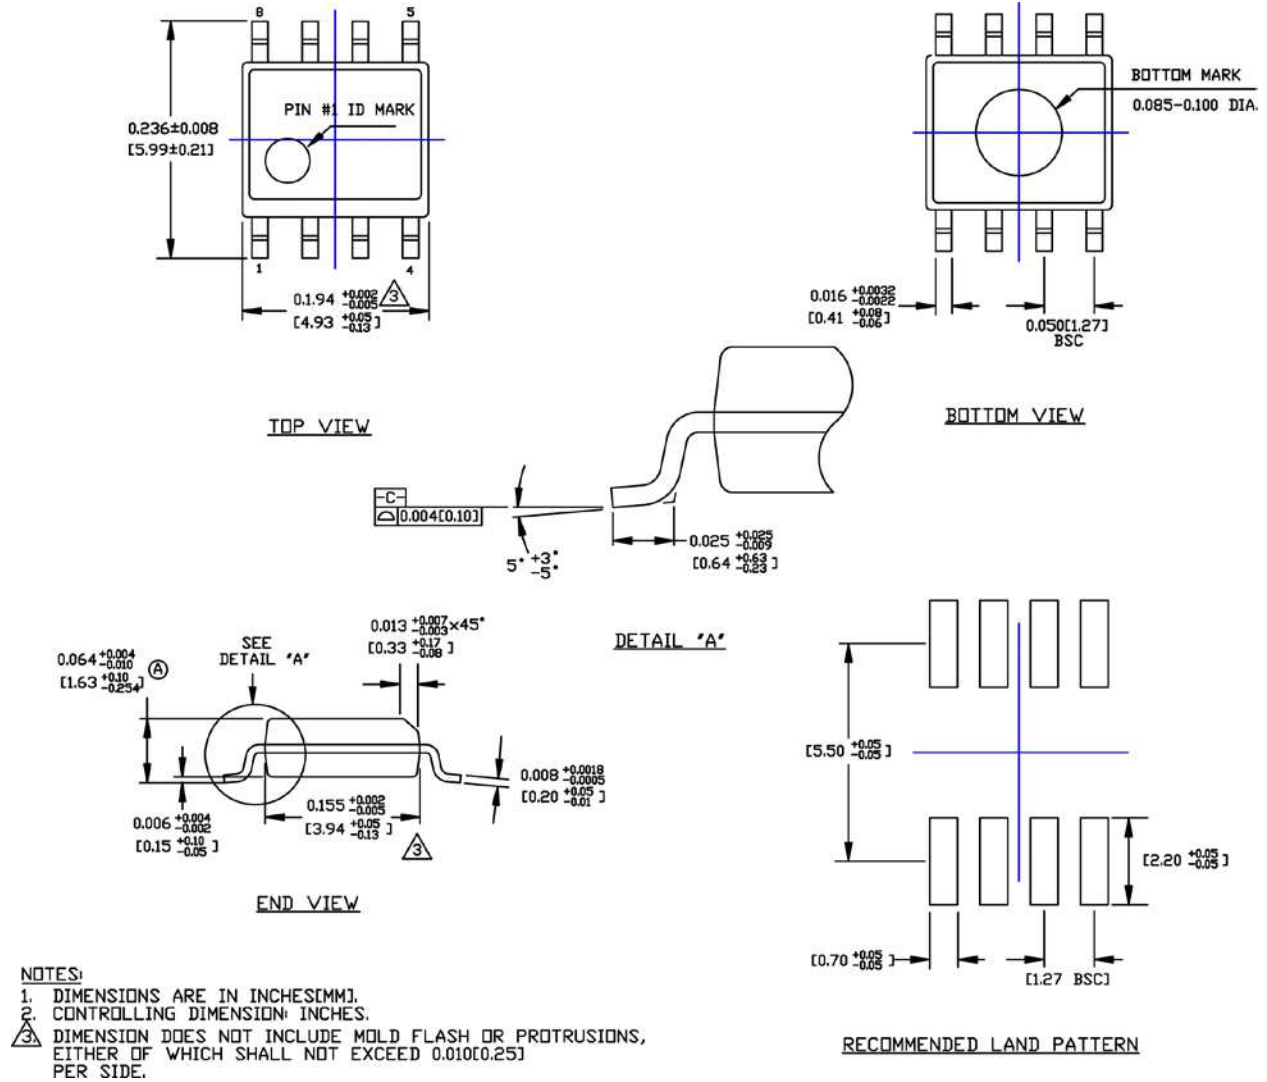 8 5
PIN #1 ID MARK
0.236±0.008
[5.99±0.21]
1 4
0.1.94 +0.002 -0.005 3
[4.93 +0.05 -0.13 ]
TOP VIEW
BOTTOM MARK
0.085-0.100 DIA.
0.016 +0.0032 -0.0022
[0.41 +0.08 -0.06 ]
0.050[1.27]
BSC
BOTTOM VIEW
-C-
0.004[0.10]
5° +3° -5°
0.025 +0.025 -0.009
[0.64 +0.63 -0.23 ]
DETAIL "A"
SEE
DETAIL "A"
0.064 +0.004 -0.010 A
[1.63 +0.10 -0.254 ]
0.013 +0.007 -0.003 ×45°
[0.33 +0.17 -0.08 ]
0.006 +0.004 -0.002
[0.15 +0.10 -0.05 ]
0.155 +0.002 -0.005
[3.94 +0.05 -0.13 ]
3
0.008 +0.0018 -0.0005
[0.20 +0.05 -0.01 ]
END VIEW
[5.50 +0.05 -0.05 ]
[2.20 +0.05 -0.05 ]
[0.70 +0.05 -0.05 ]
[1.27 BSC]
RECOMMENDED LAND PATTERN
NOTES:
1. DIMENSIONS ARE IN INCHES[MM].
2. CONTROLLING DIMENSION: INCHES.
3. DIMENSION DOES NOT INCLUDE MOLD FLASH OR PROTRUSIONS,
EITHER OF WHICH SHALL NOT EXCEED 0.010[0.25]
PER SIDE.